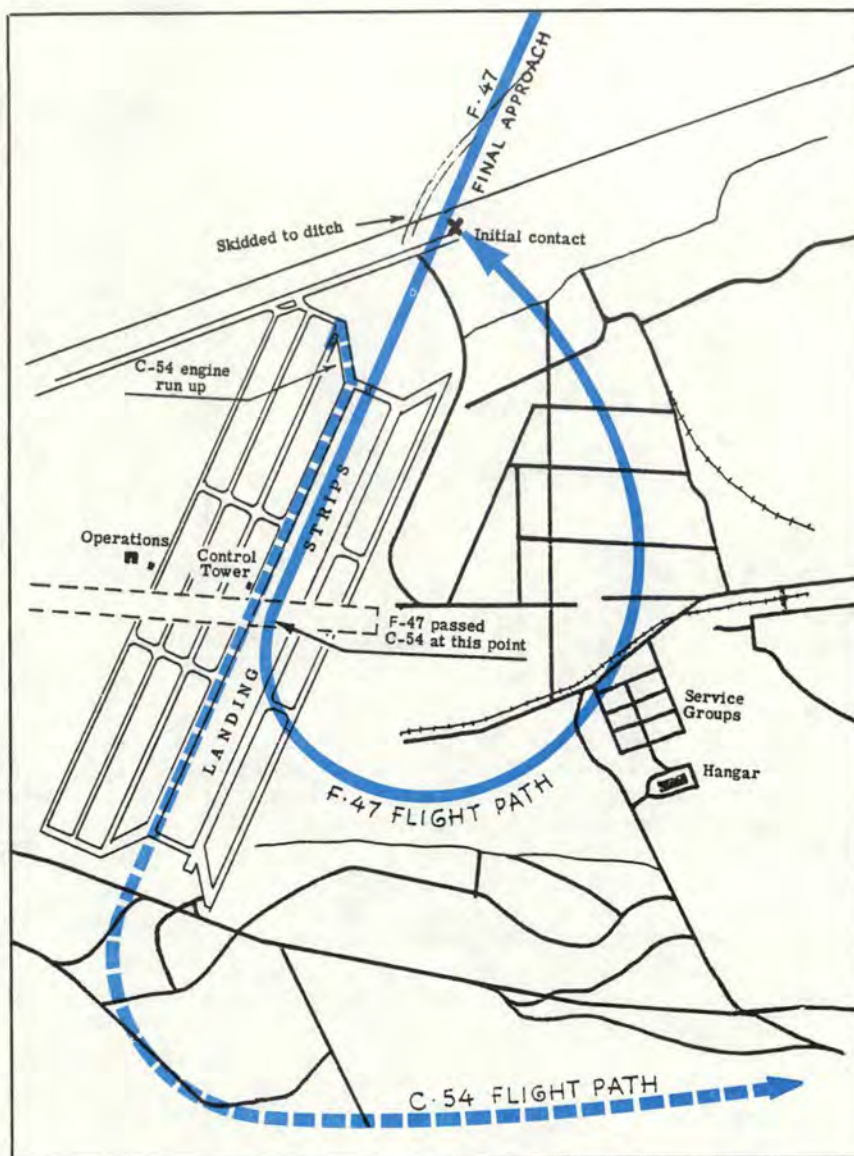 F-47
FINAL APPROACH
Skidded to ditch
Initial contact
C-54 engine
run up
LANDING STRIPS
Operations
Control
Tower
F-47 passed
C-54 at this point
Service
Groups
Hangar
F-47 FLIGHT PATH
C-54 FLIGHT PATH